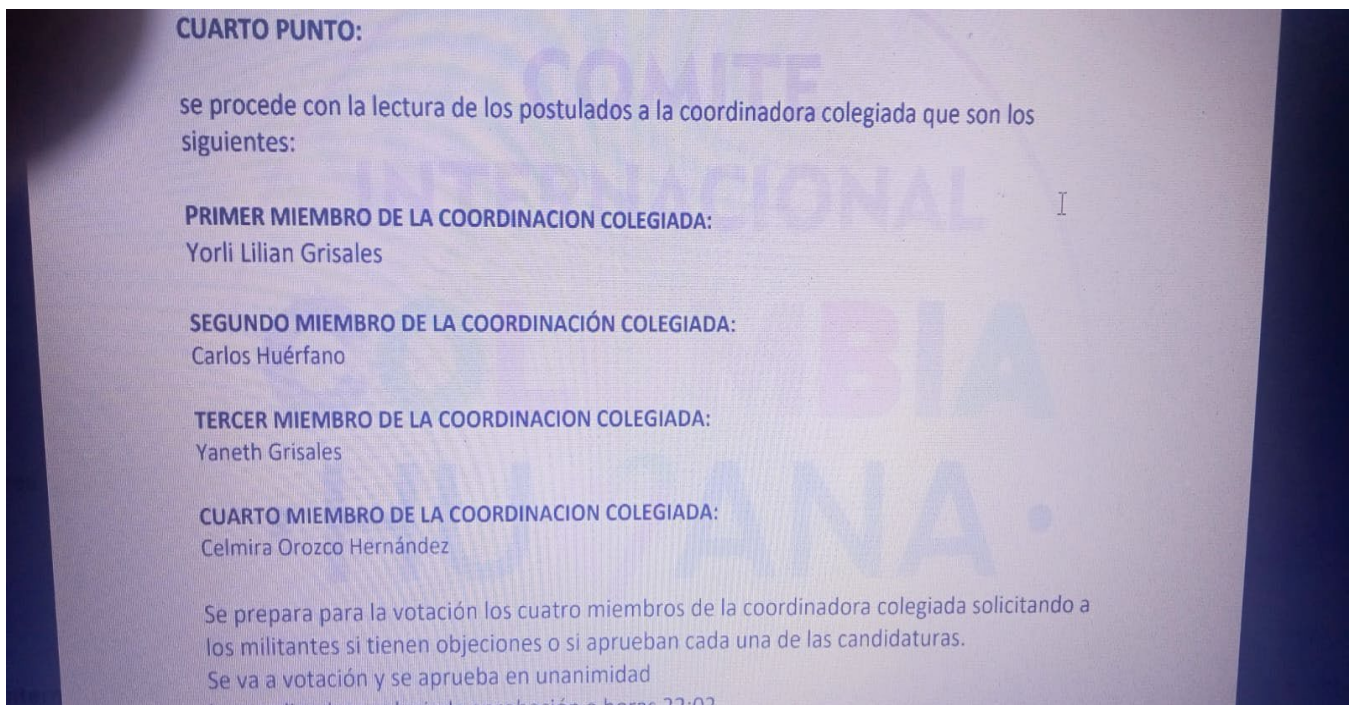 CUARTO PUNTO:
se procede con la lectura de los postulados a la coordinadora colegiada que son los
siguientes:
PRIMER MIEMBRO DE LA COORDINACION COLEGIADA:
Yorli Lilian Grisales
SEGUNDO MIEMBRO DE LA COORDINACIÓN COLEGIADA:
Carlos Huérfano
TERCER MIEMBRO DE LA COORDINACION COLEGIADA:
Yaneth Grisales
CUARTO MIEMBRO DE LA COORDINACION COLEGIADA:
Celmira Orozco Hernández
Se prepara para la votación los cuatro miembros de la coordinadora colegiada solicitando a
los militantes si tienen objeciones o si aprueban cada una de las candidaturas.
Se va a votación y se aprueba en unanimidad
COMITE
INTERNACIONAL
COLOMBIA
HUMANA